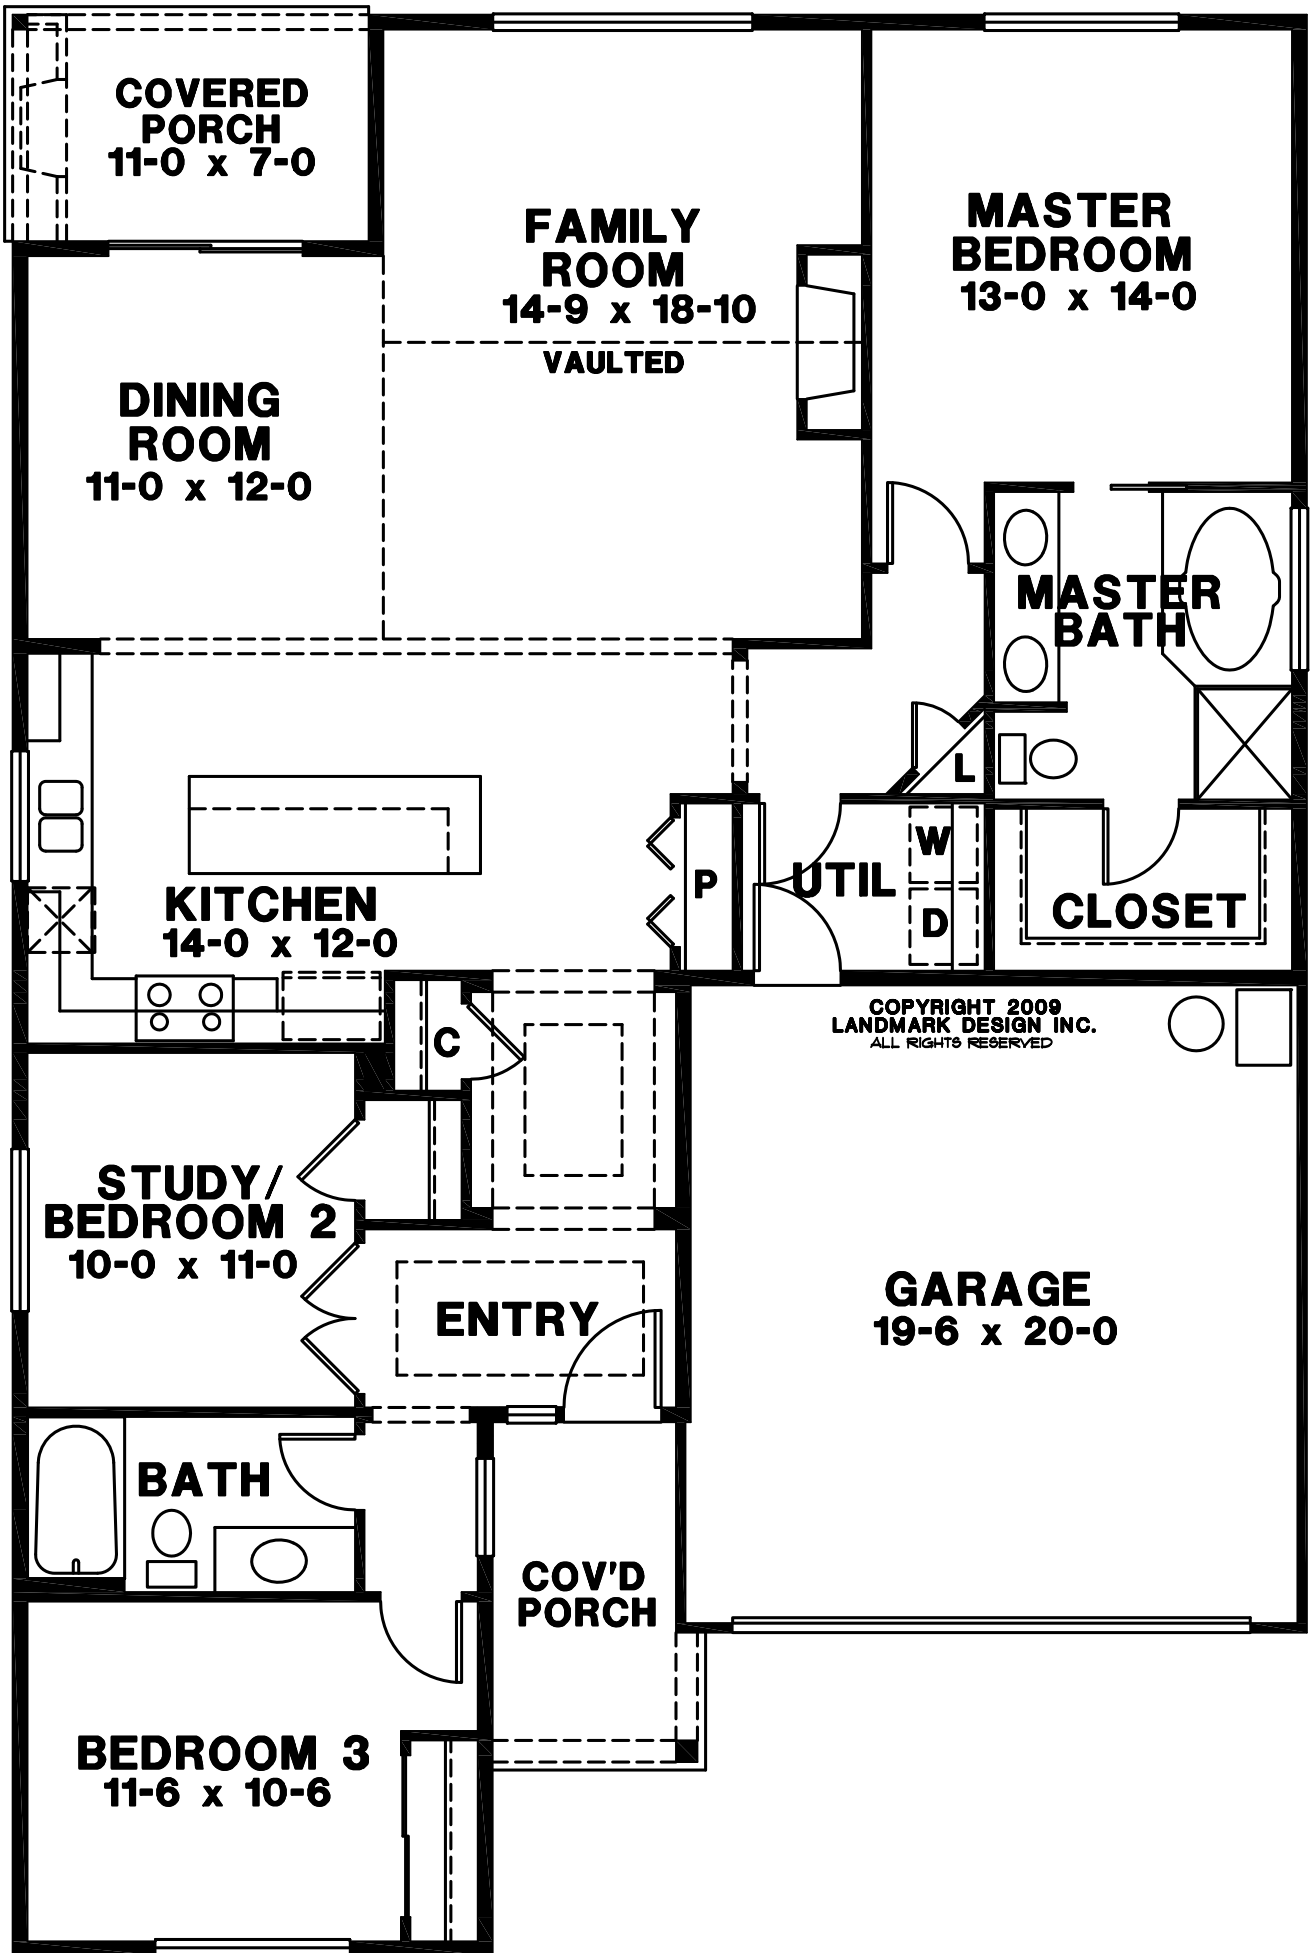 COVERED
PORCH
11-0 x 7-0
FAMILY
ROOM
14-9 x 18-10
VAULTED
MASTER
BEDROOM
13-0 x 14-0
DINING
ROOM
11-0 x 12-0
MASTER
BATH
L
KITCHEN
14-0 x 12-0
P
UTIL
W
D
CLOSET
C
COPYRIGHT 2009
LANDMARK DESIGN INC.
ALL RIGHTS RESERVED
STUDY/
BEDROOM 2
10-0 x 11-0
ENTRY
GARAGE
19-6 x 20-0
BATH
COV'D
PORCH
BEDROOM 3
11-6 x 10-6